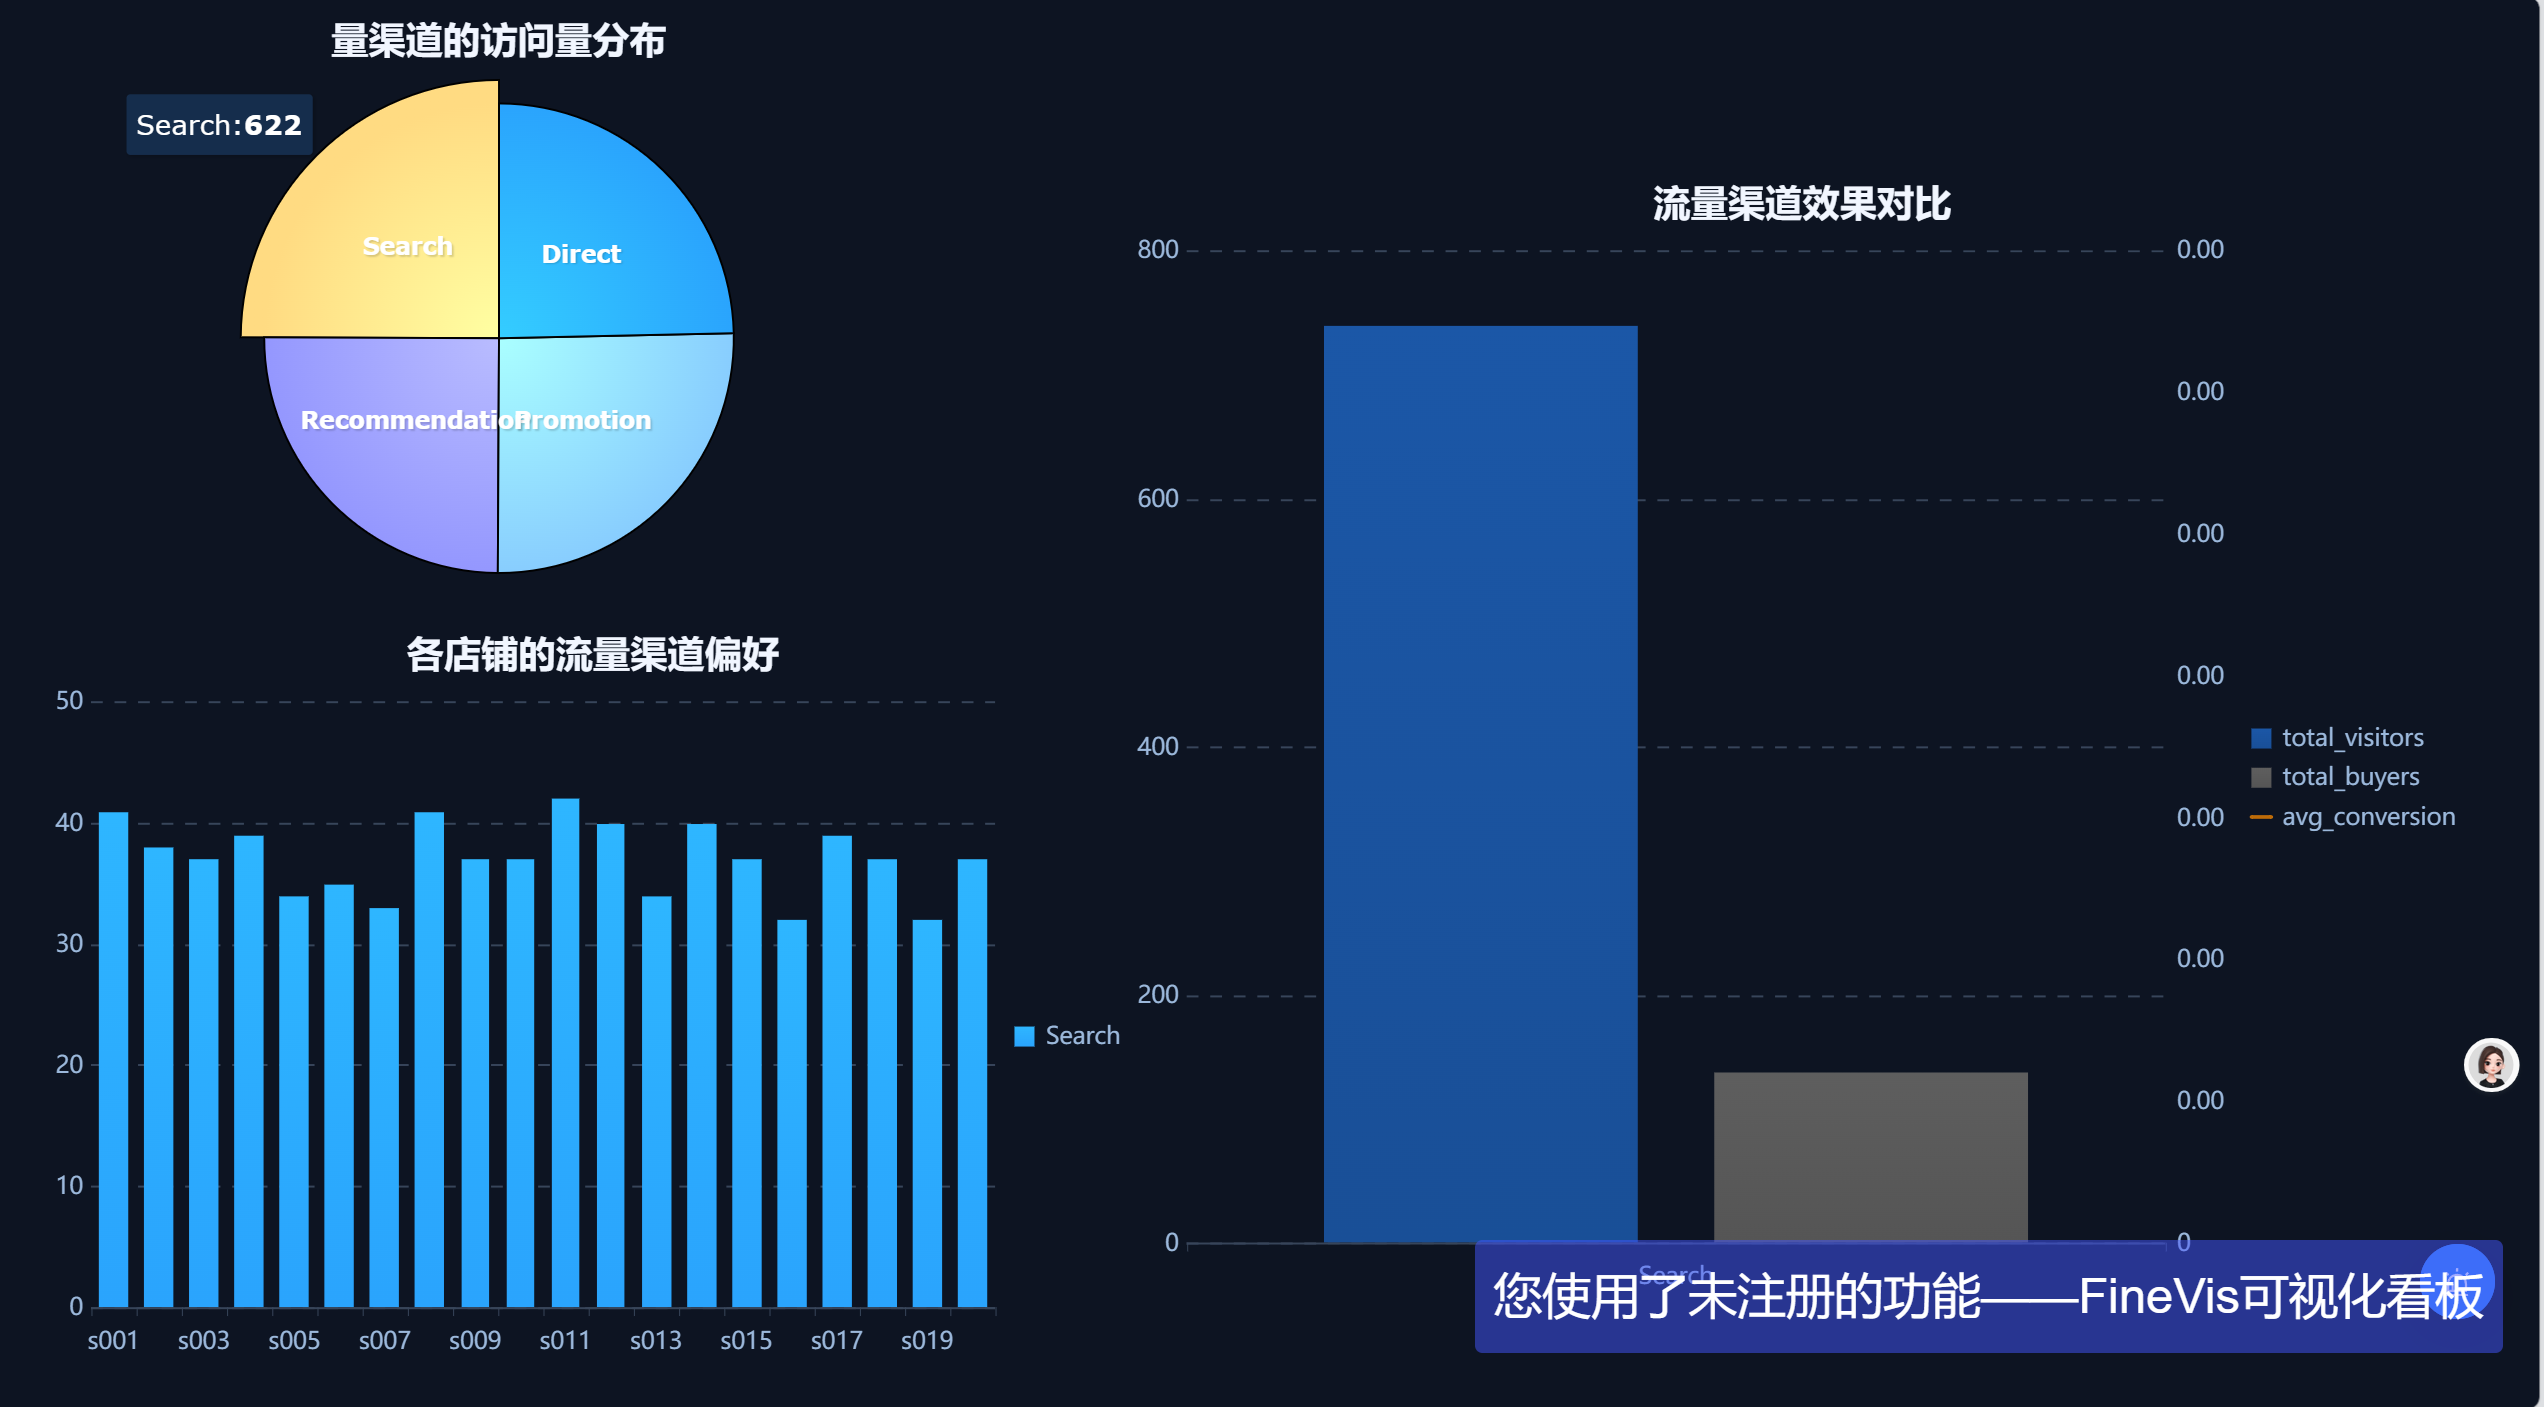 量渠道的访问量分布
Search:622
Search
Direct
Recommendation
Promotion
各店铺的流量渠道偏好
50
40
30
20
10
0
s001 s003 s005 s007 s009 s011 s013 s015 s017 s019
Search
流量渠道效果对比
800
600
400
200
0
0.00
0.00
0.00
0.00
0.00
0.00
0.00
0
Search
total_visitors
total_buyers
avg_conversion
您使用了未注册的功能——FineVis可视化看板